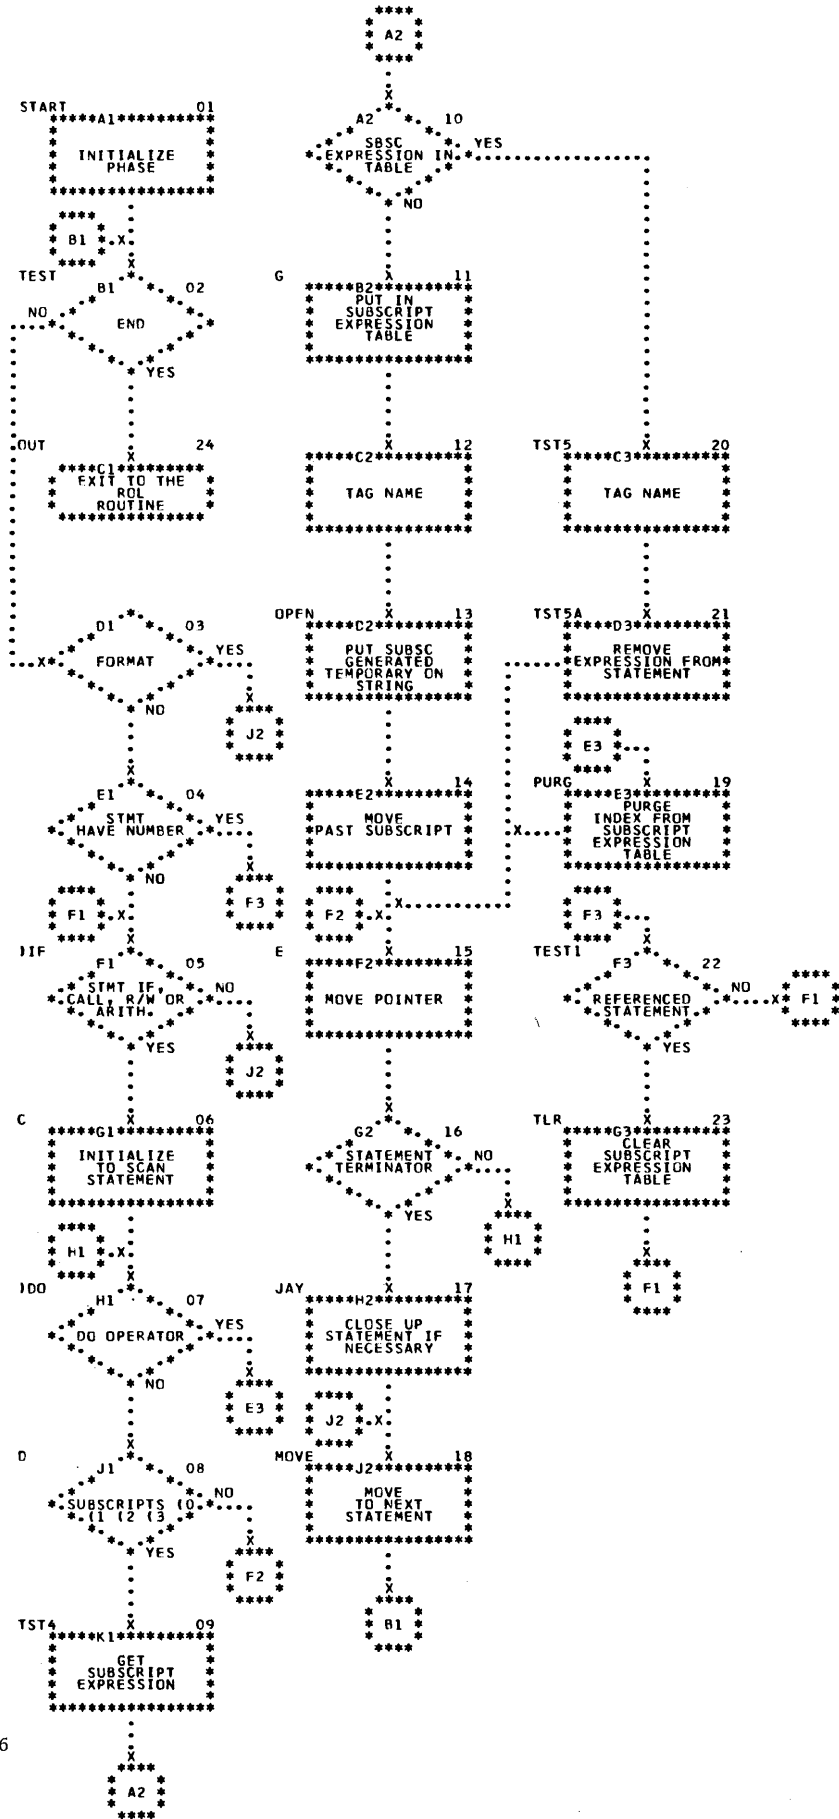 A2
START 01
A1
INITIALIZE
PHASE
B1
TEST
B1 02
NO
END
YES
OUT 24
C1
EXIT TO THE
ROL
ROUTINE
D1 03
FORMAT
YES
NO
J2
E1 04
STMT
HAVE NUMBER
YES
NO
F3
F1
)IF
F1 05
STMT IF,
CALL, R/W OR
ARITH.
NO
YES
J2
C 06
G1
INITIALIZE
TO SCAN
STATEMENT
H1
)DO
H1 07
DO OPERATOR
YES
NO
E3
D
J1 08
SUBSCRIPTS (0
(1 (2 (3
NO
YES
F2
TST4 09
K1
GET
SUBSCRIPT
EXPRESSION
A2
6
A2 10
SBSC
EXPRESSION IN
TABLE
YES
NO
G 11
B2
PUT IN
SUBSCRIPT
EXPRESSION
TABLE
12
C2
TAG NAME
OPEN 13
D2
PUT SUBSC
GENERATED
TEMPORARY ON
STRING
14
E2
MOVE
PAST SUBSCRIPT
F2
E 15
F2
MOVE POINTER
G2 16
STATEMENT
TERMINATOR
NO
YES
H1
JAY 17
H2
CLOSE UP
STATEMENT IF
NECESSARY
J2
MOVE 18
J2
MOVE
TO NEXT
STATEMENT
B1
TST5 20
C3
TAG NAME
TST5A 21
D3
REMOVE
EXPRESSION FROM
STATEMENT
E3
PURG 19
E3
PURGE
INDEX FROM
SUBSCRIPT
EXPRESSION
TABLE
F3
TEST1
F3 22
REFERENCED
STATEMENT
NO
F1
YES
TLR 23
G3
CLEAR
SUBSCRIPT
EXPRESSION
TABLE
F1